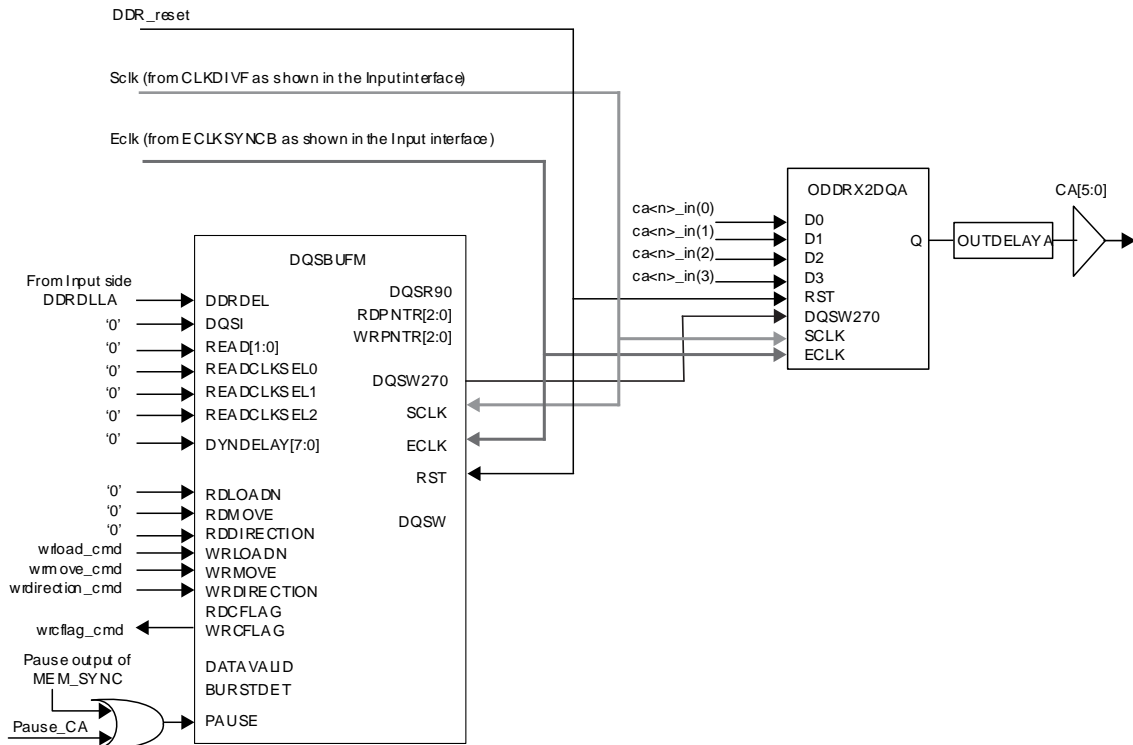 DDR_reset
Sclk (from CLKDIVF as shown in the Input interface)
Eclk (from ECLKSYNCB as shown in the Input interface)
ODDRX2DQA
CA[5:0]
ca<n>_in(0)
ca<n>_in(1)
ca<n>_in(2)
ca<n>_in(3)
D0
D1
D2
D3
RST
DQSW270
SCLK
ECLK
Q
OUTDELAYA
DQSBUFM
From Input side
DDRDLLA
'0'
'0'
'0'
'0'
'0'
'0'
'0'
'0'
'0'
wrload_cmd
wrmove_cmd
wrdirection_cmd
wrcflag_cmd
Pause output of
MEM_SYNC
Pause_CA
DDRDEL
DQSI
READ[1:0]
READCLKSEL0
READCLKSEL1
READCLKSEL2
DYNDELAY[7:0]
RDLOADN
RDMOVE
RDDIRECTION
WRLOADN
WRMOVE
WRDIRECTION
RDCFLAG
WRCFLAG
DATAVALID
BURSTDET
PAUSE
DQSR90
RDPNTR[2:0]
WRPNTR[2:0]
DQSW270
SCLK
ECLK
RST
DQSW